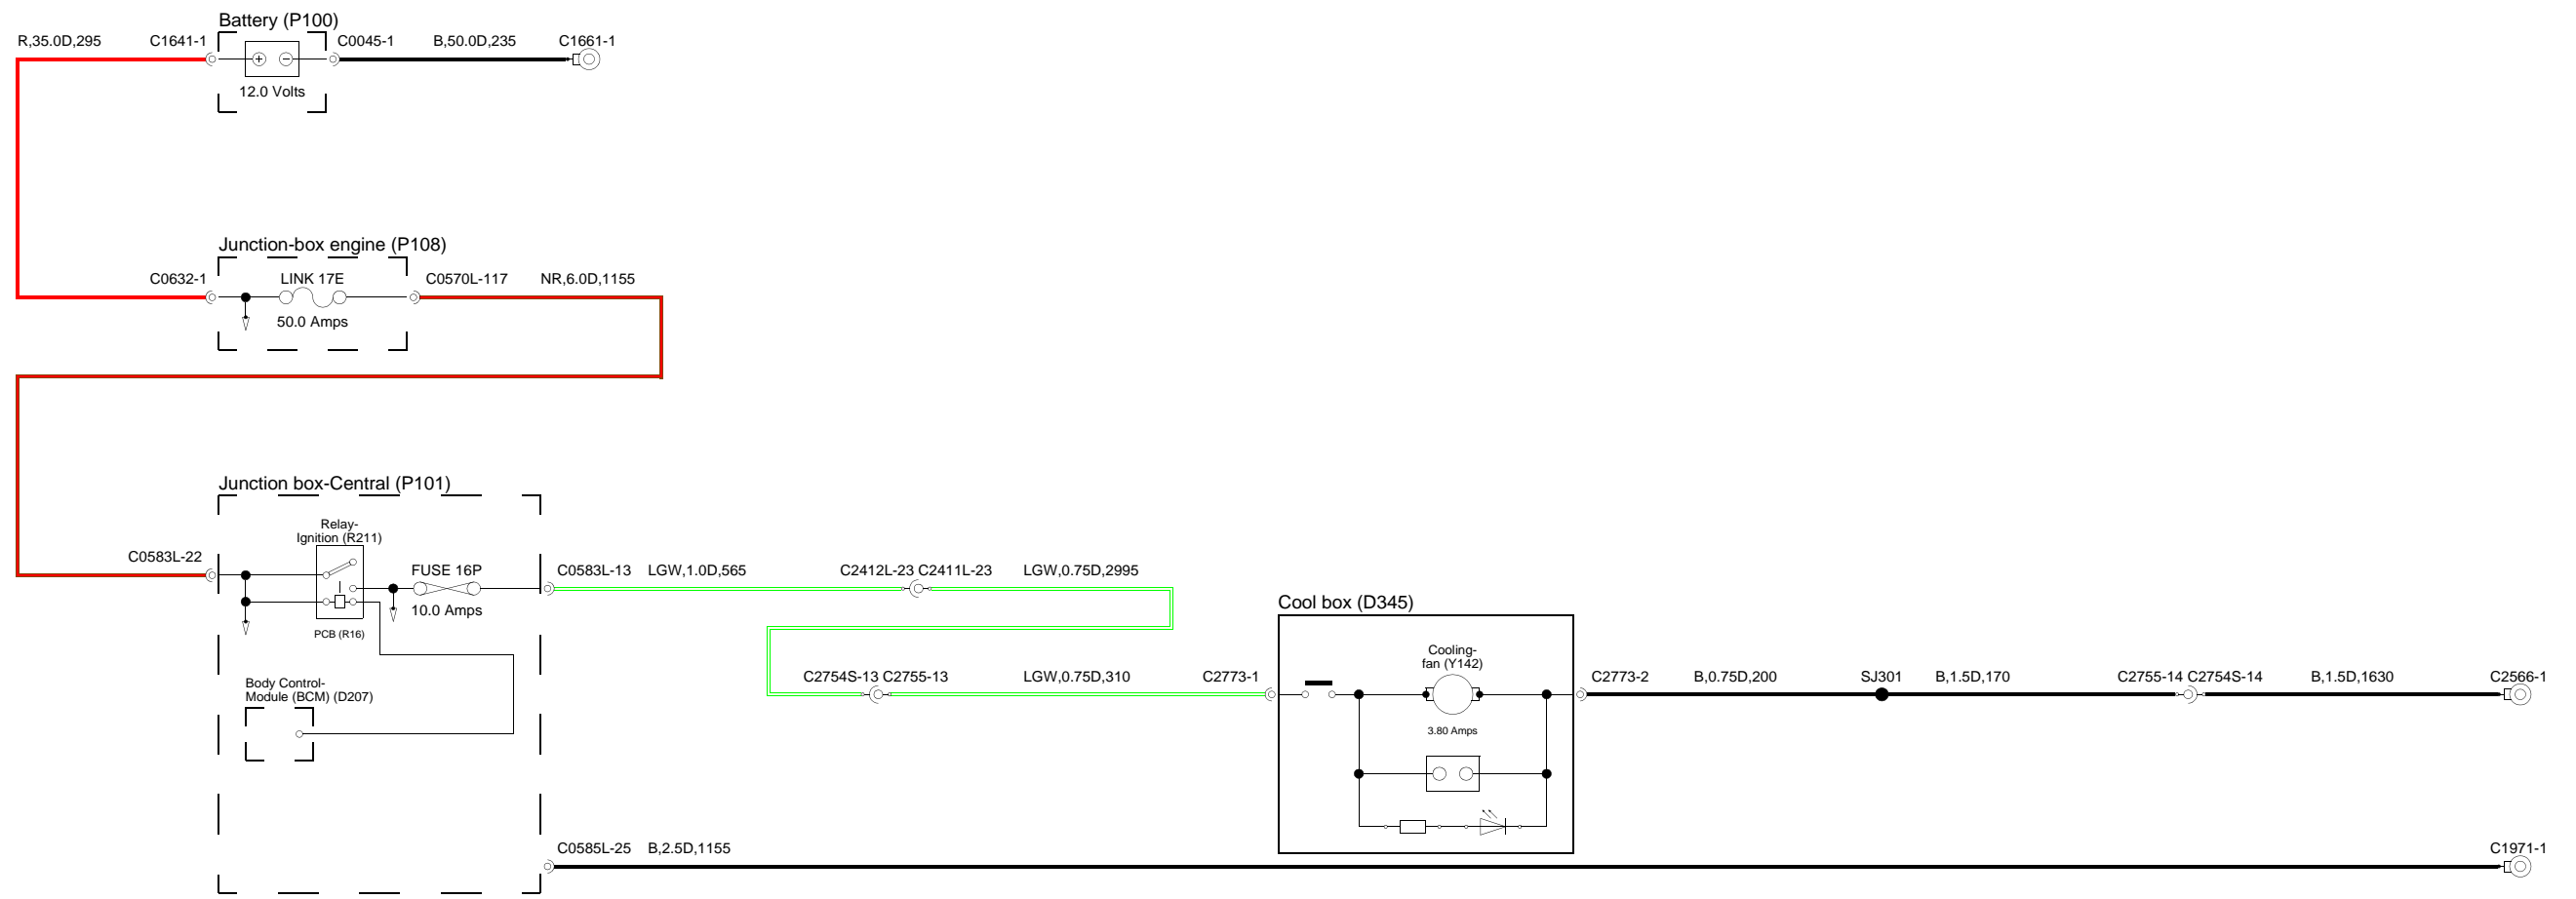 Battery (P100)
R,35.0D,295
C1641-1
C0045-1
B,50.0D,235
C1661-1
12.0 Volts
Junction-box engine (P108)
C0632-1
LINK 17E
C0570L-117
NR,6.0D,1155
50.0 Amps
Junction box-Central (P101)
Relay-
Ignition (R211)
C0583L-22
FUSE 16P
C0583L-13
LGW,1.0D,565
C2412L-23 C2411L-23
LGW,0.75D,2995
10.0 Amps
PCB (R16)
Cool box (D345)
Cooling-
fan (Y142)
C2754S-13 C2755-13
LGW,0.75D,310
C2773-1
C2773-2
B,0.75D,200
SJ301
B,1.5D,170
C2755-14 C2754S-14
B,1.5D,1630
C2566-1
Body Control-
Module (BCM) (D207)
3.80 Amps
C0585L-25
B,2.5D,1155
C1971-1